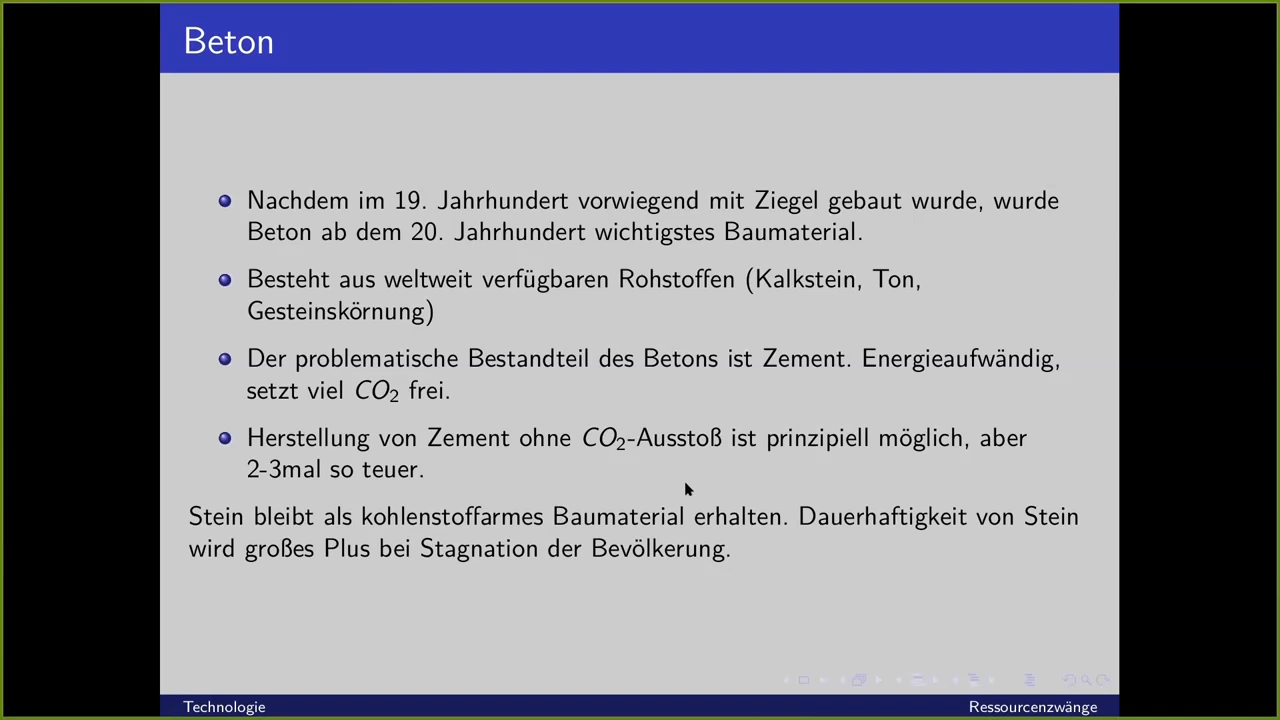 Beton
Nachdem im 19. Jahrhundert vorwiegend mit Ziegel gebaut wurde, wurde
Beton ab dem 20. Jahrhundert wichtigstes Baumaterial.
Besteht aus weltweit verfügbaren Rohstoffen (Kalkstein, Ton,
Gesteinskörnung)
Der problematische Bestandteil des Betons ist Zement. Energieaufwändig,
setzt viel CO₂ frei.
Herstellung von Zement ohne CO₂-Ausstoß ist prinzipiell möglich, aber
2-3mal so teuer.
Stein bleibt als kohlenstoffarmes Baumaterial erhalten. Dauerhaftigkeit von Stein
wird großes Plus bei Stagnation der Bevölkerung.
Technologie
Ressourcenzwänge